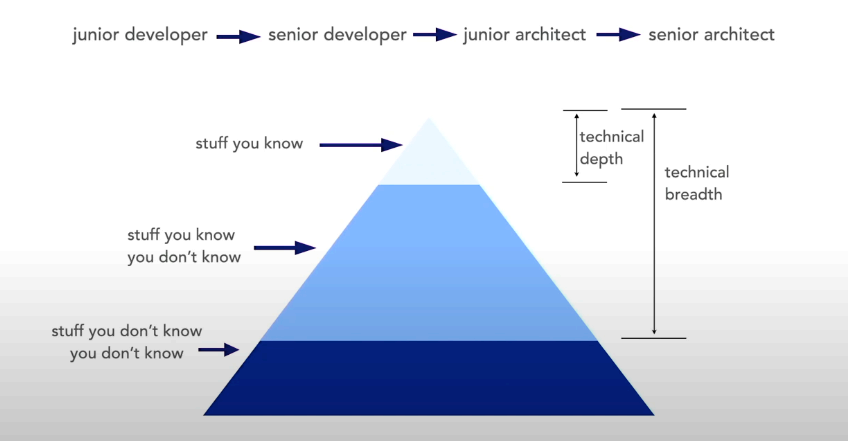 junior developer senior developer junior architect senior architect
stuff you know
technical
depth
technical
breadth
stuff you know
you don't know
stuff you don't know
you don't know